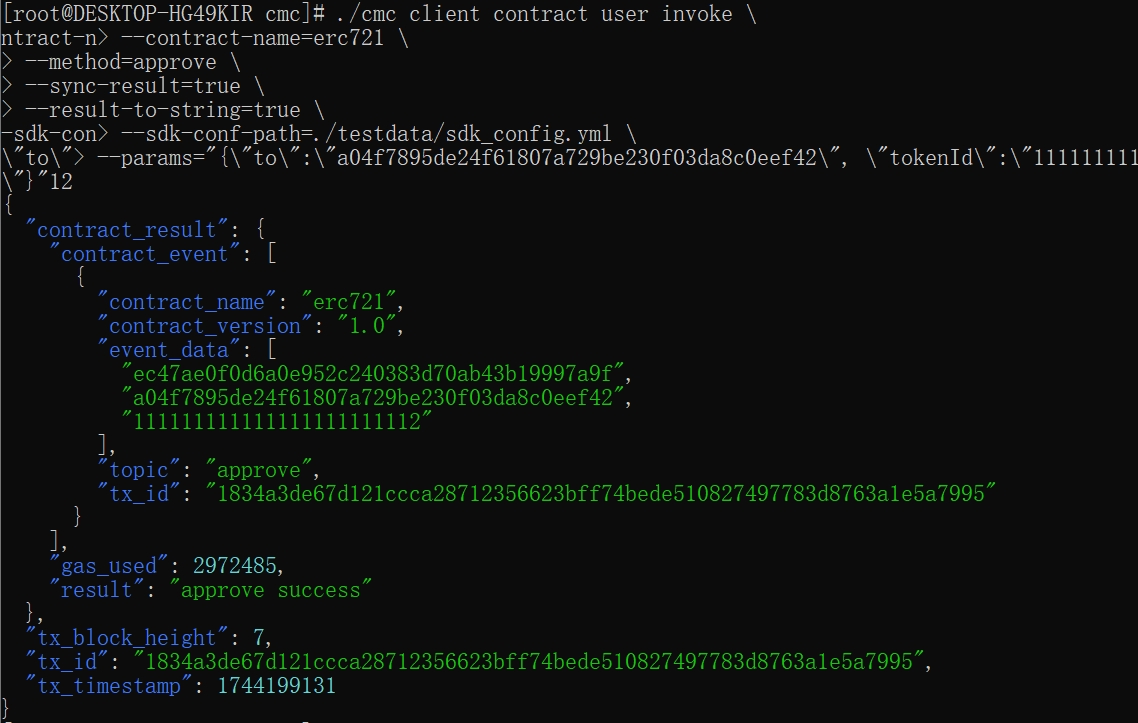 [root@DESKTOP-HG49KIR cmc]# ./cmc client contract user invoke \
ntract-n> --contract-name=erc721 \
> --method=approve \
> --sync-result=true \
> --result-to-string=true \
-sdk-con> --sdk-conf-path=./testdata/sdk_config.yml \
\"to\"> --params="{\"to\":\"a04f7895de24f61807a729be230f03da8c0eef42\", \"tokenId\":\"111111111
\"}"12
{
"contract_result": {
"contract_event": [
{
"contract_name": "erc721",
"contract_version": "1.0",
"event_data": [
"ec47ae0f0d6a0e952c240383d70ab43b19997a9f",
"a04f7895de24f61807a729be230f03da8c0eef42",
"111111111111111111111112"
],
"topic": "approve",
"tx_id": "1834a3de67d121ccca28712356623bff74bede510827497783d8763a1e5a7995"
}
],
"gas_used": 2972485,
"result": "approve success"
},
"tx_block_height": 7,
"tx_id": "1834a3de67d121ccca28712356623bff74bede510827497783d8763a1e5a7995",
"tx_timestamp": 1744199131
}